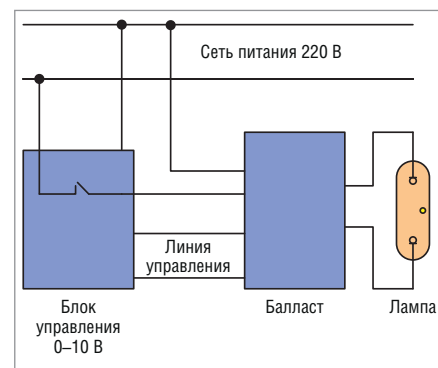 Сеть питания 220 В
Линия
управления
Блок
управления
0–10 В
Балласт
Лампа